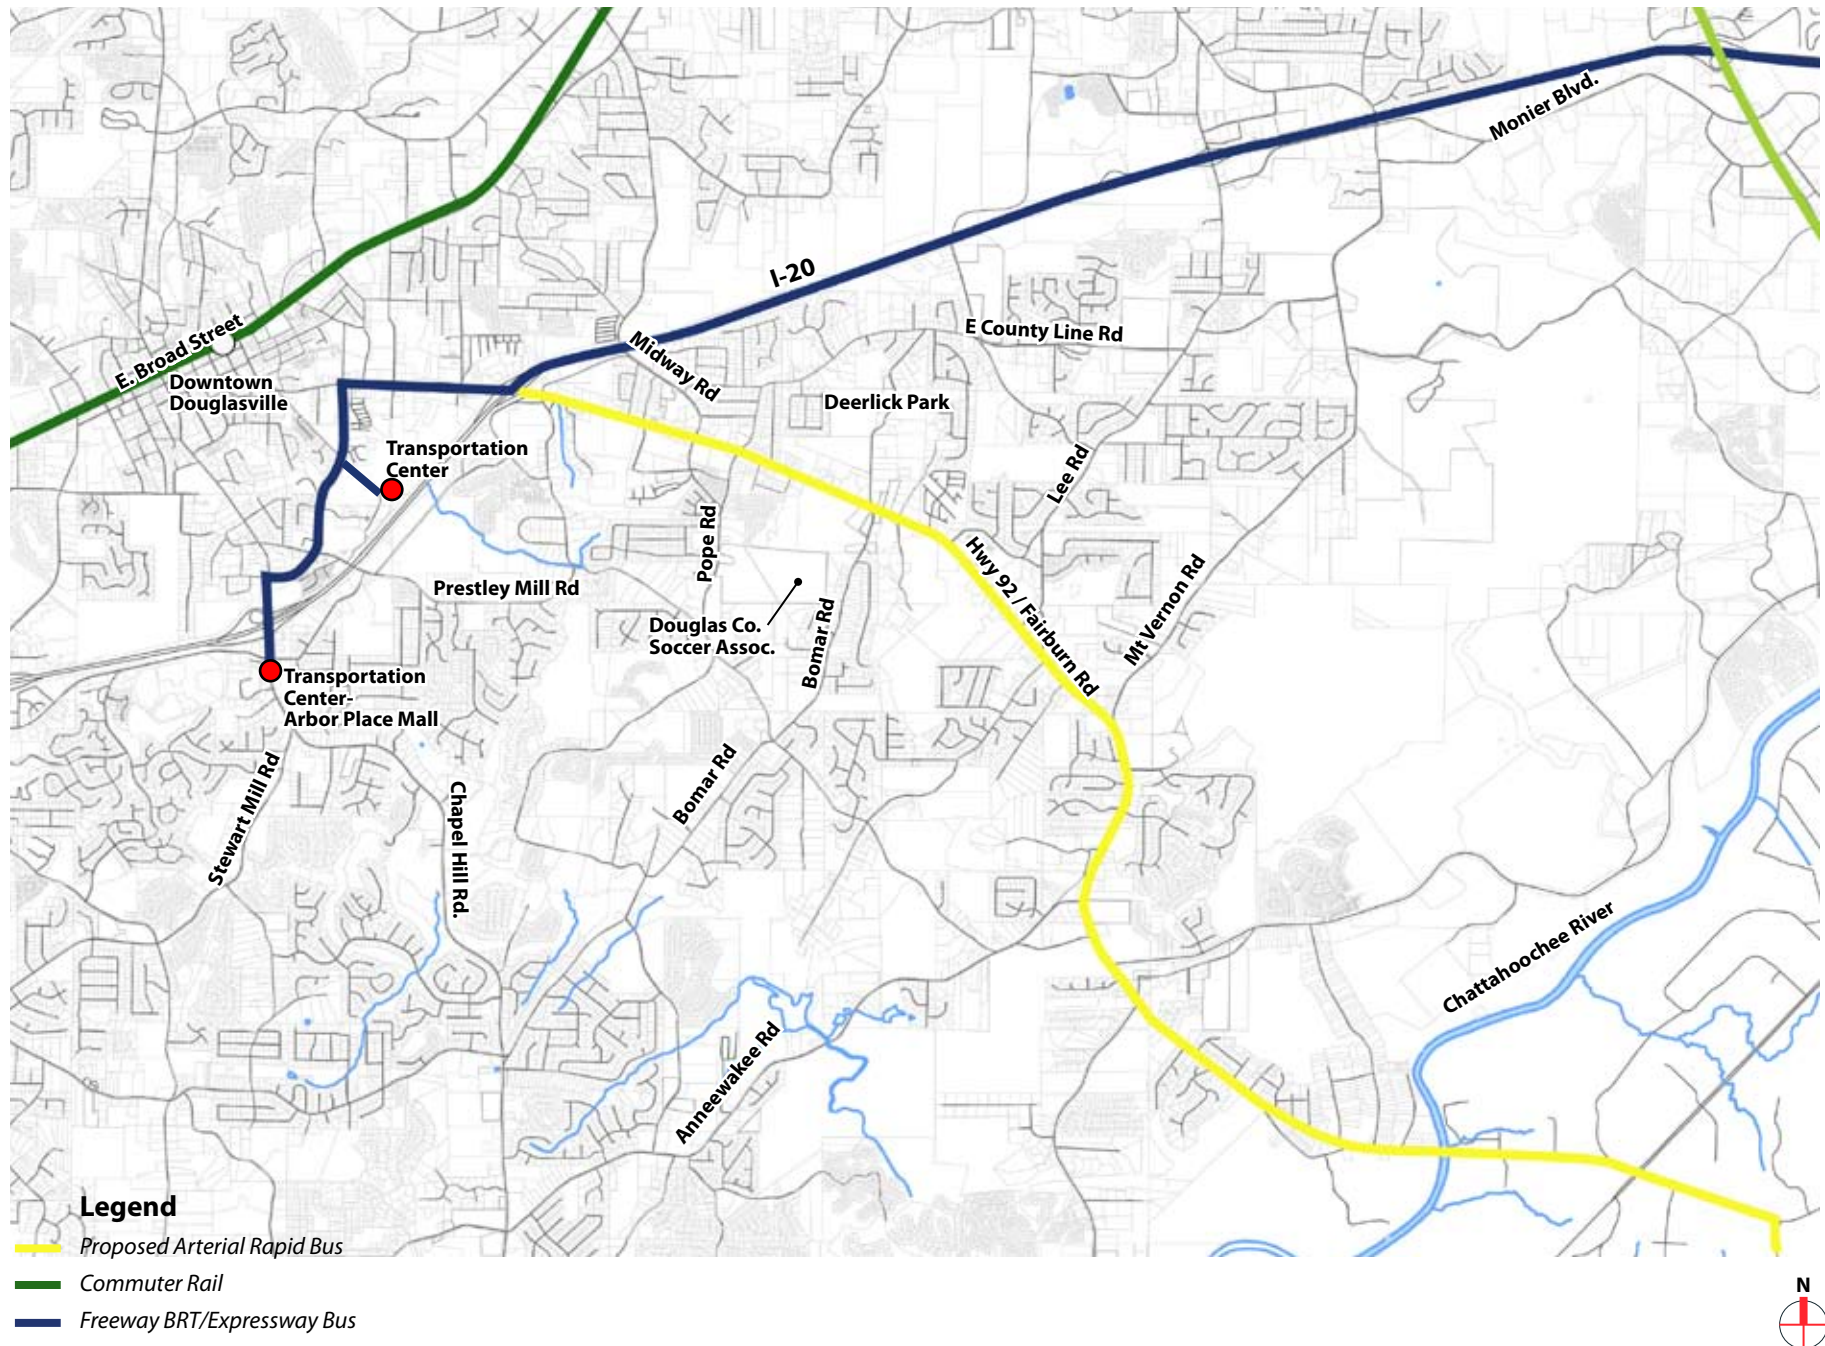 Monier Blvd.
I-20
E County Line Rd
E. Broad Street
Midway Rd
Downtown
Douglasville
Deerlick Park
Transportation
Center
Lee Rd
Pope Rd
Hwy 92 / Fairburn Rd
Prestley Mill Rd
Mt Vernon Rd
Douglas Co.
Soccer Assoc.
Bomar Rd
Transportation
Center-
Arbor Place Mall
Stewart Mill Rd
Bomar Rd
Chapel Hill Rd.
Chattahoochee River
Anneewakee Rd
Legend
Proposed Arterial Rapid Bus
Commuter Rail
Freeway BRT/Expressway Bus
N